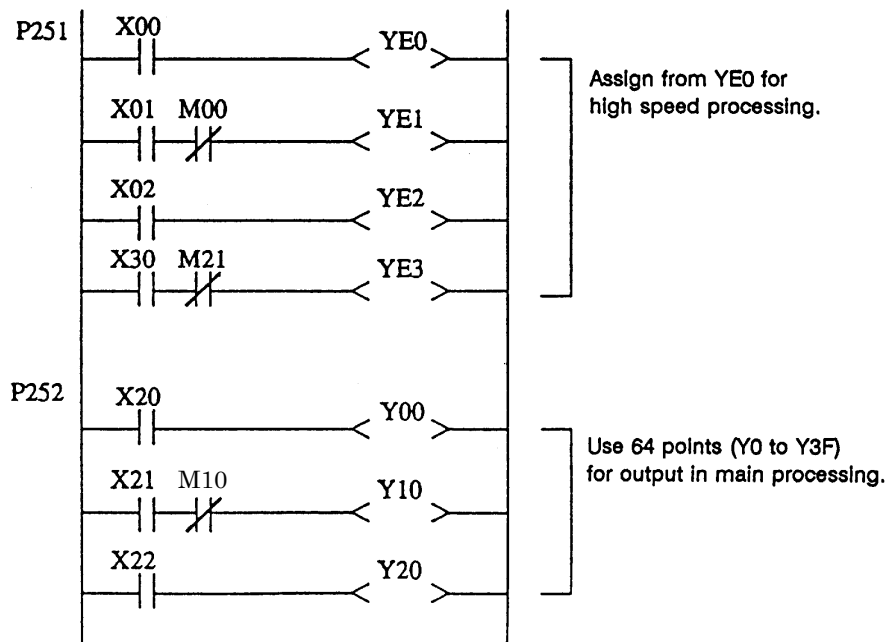 P251
X00
YE0
Assign from YE0 for
high speed processing.
X01 M00
YE1
X02
YE2
X30 M21
YE3
P252
X20
Y00
Use 64 points (Y0 to Y3F)
for output in main processing.
X21 M10
Y10
X22
Y20